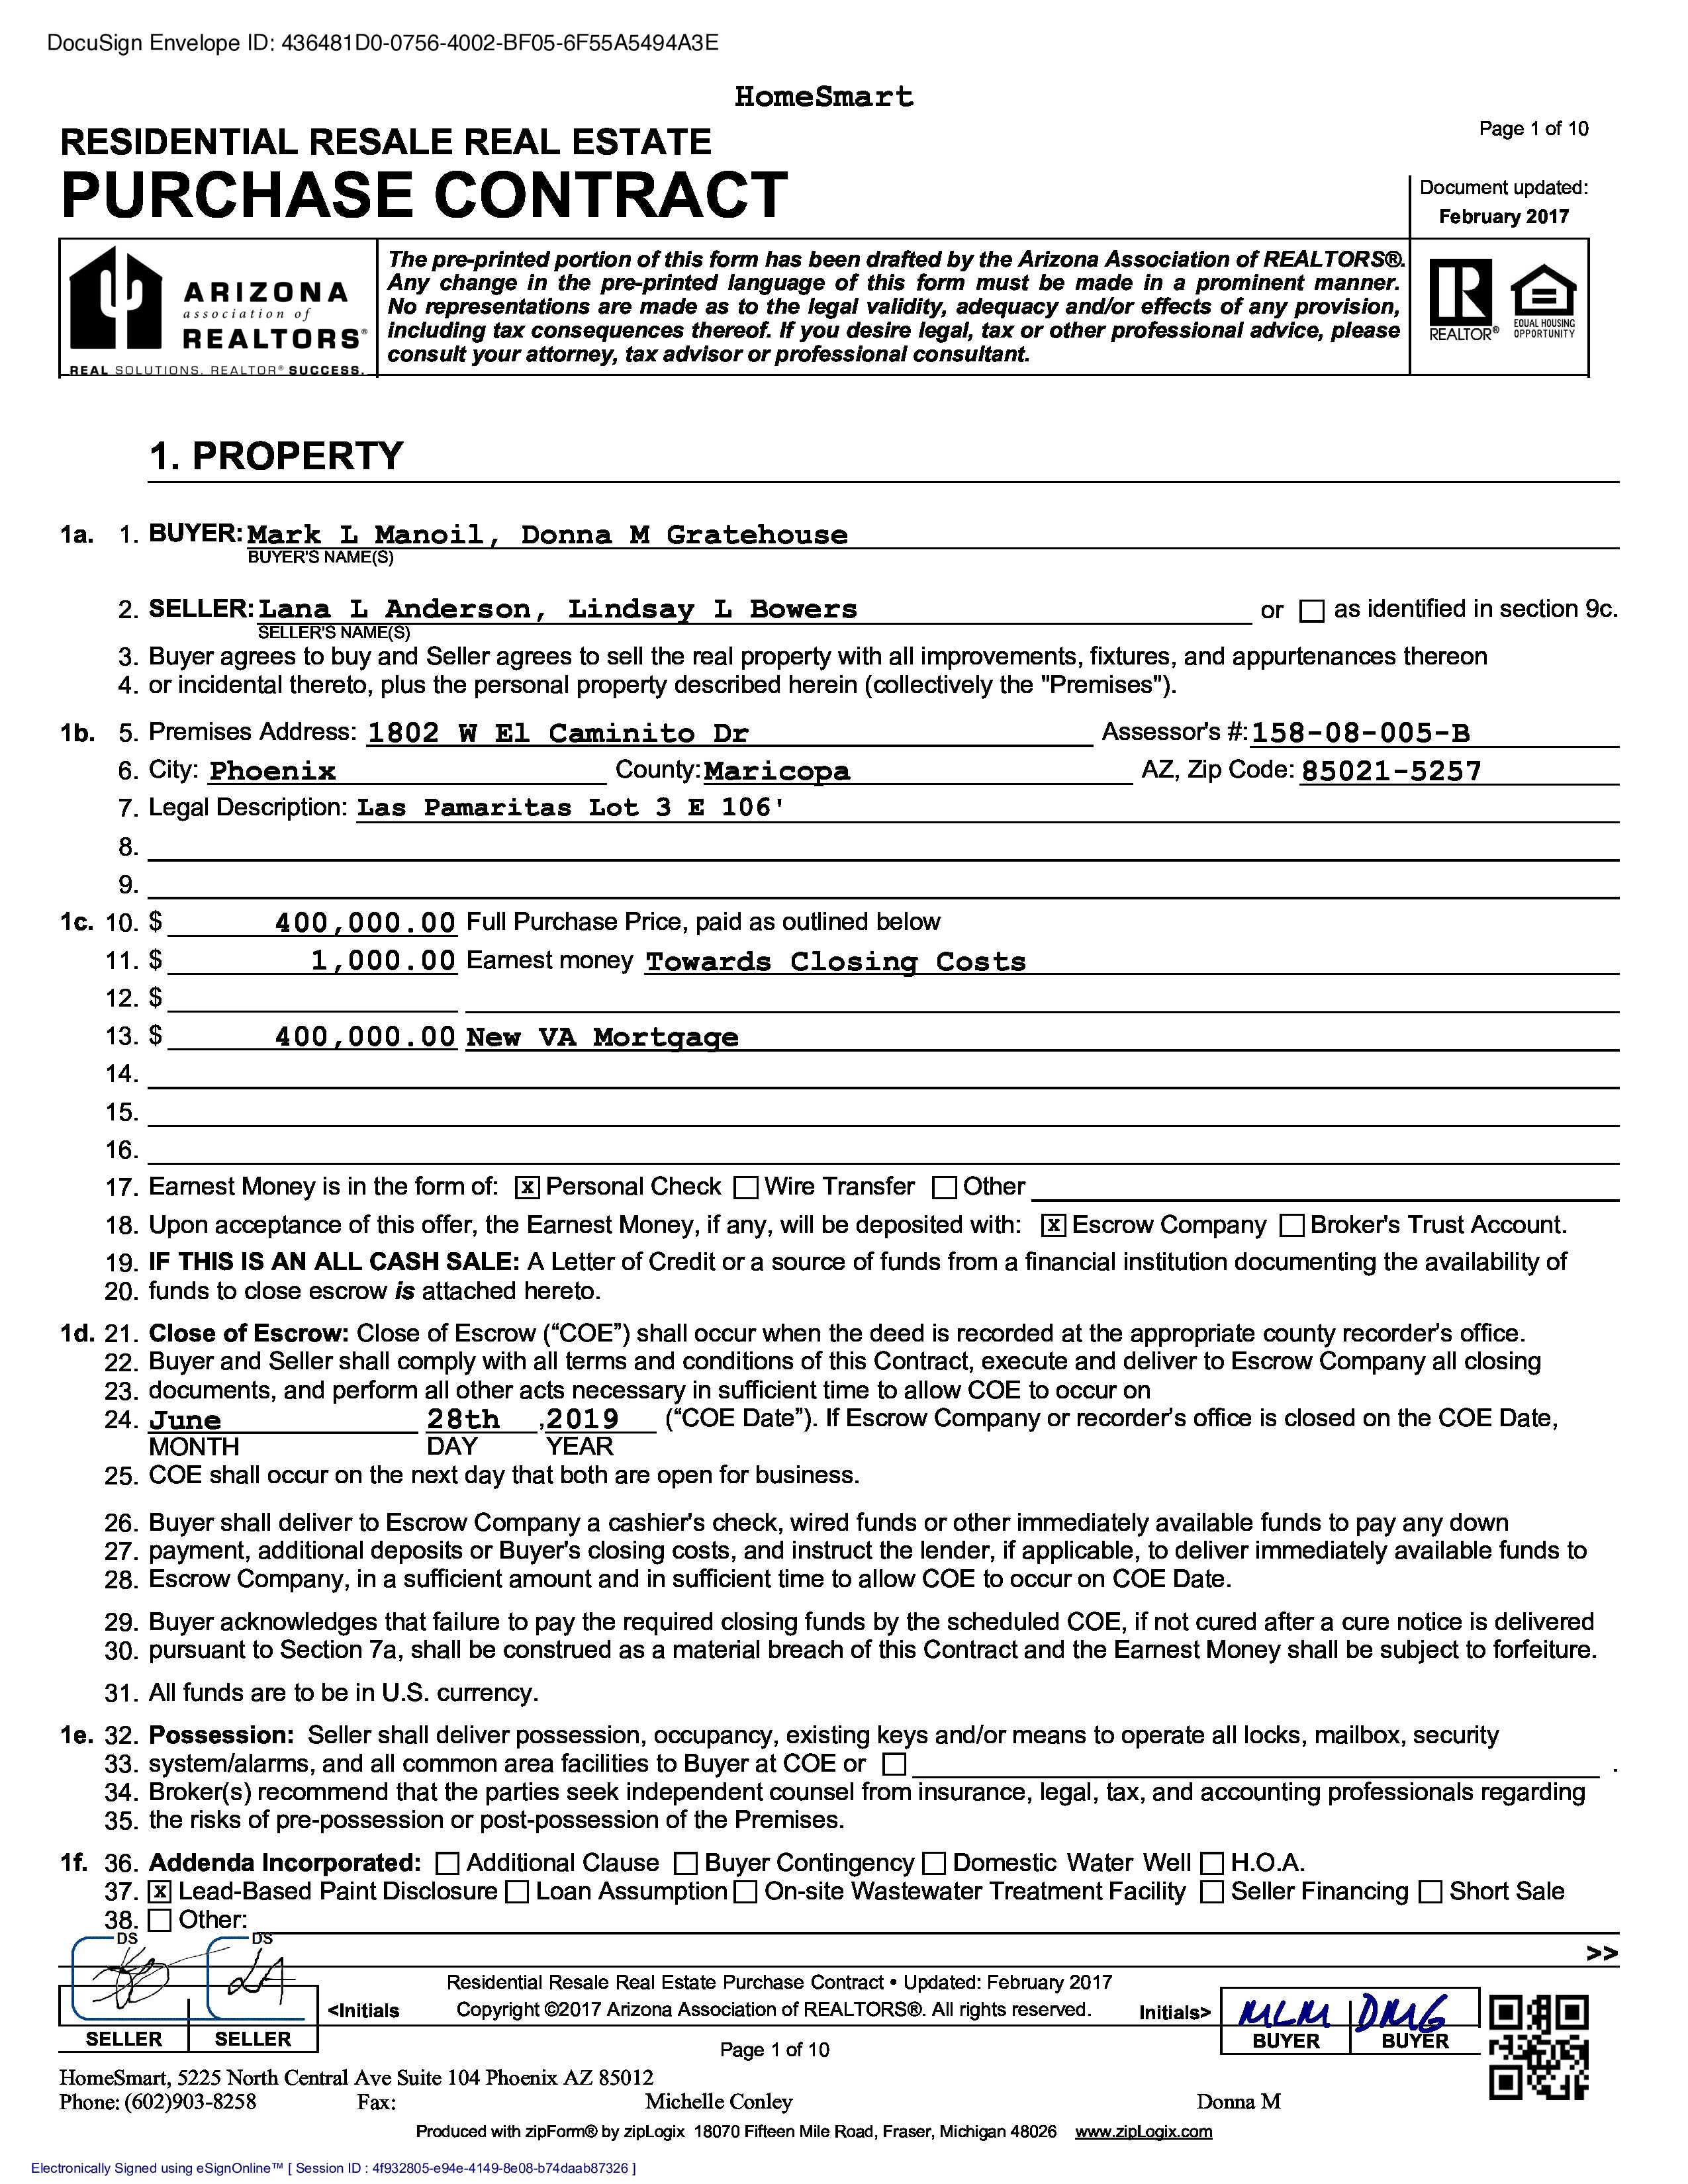 DocuSign Envelope ID: 436481D0-0756-4002-BF05-6F55A5494A3E
HomeSmart
Page 1 of 10
RESIDENTIAL RESALE REAL ESTATE
PURCHASE CONTRACT
Document updated:
February 2017
ARIZONA
association of
REALTORS®
REAL SOLUTIONS. REALTOR® SUCCESS.
The pre-printed portion of this form has been drafted by the Arizona Association of REALTORS®.
Any change in the pre-printed language of this form must be made in a prominent manner.
No representations are made as to the legal validity, adequacy and/or effects of any provision,
including tax consequences thereof. If you desire legal, tax or other professional advice, please
consult your attorney, tax advisor or professional consultant.
REALTOR®
EQUAL HOUSING
OPPORTUNITY
1. PROPERTY
1a. 1. BUYER: Mark L Manoil, Donna M Gratehouse
BUYER'S NAME(S)
2. SELLER: Lana L Anderson, Lindsay L Bowers or ☐ as identified in section 9c.
SELLER'S NAME(S)
3. Buyer agrees to buy and Seller agrees to sell the real property with all improvements, fixtures, and appurtenances thereon
4. or incidental thereto, plus the personal property described herein (collectively the "Premises").
1b. 5. Premises Address: 1802 W El Caminito Dr Assessor's #: 158-08-005-B
6. City: Phoenix County: Maricopa AZ, Zip Code: 85021-5257
7. Legal Description: Las Pamaritas Lot 3 E 106'
8.
9.
1c. 10. $ 400,000.00 Full Purchase Price, paid as outlined below
11. $ 1,000.00 Earnest money Towards Closing Costs
12. $
13. $ 400,000.00 New VA Mortgage
14.
15.
16.
17. Earnest Money is in the form of: ☒ Personal Check ☐ Wire Transfer ☐ Other
18. Upon acceptance of this offer, the Earnest Money, if any, will be deposited with: ☒ Escrow Company ☐ Broker's Trust Account.
19. IF THIS IS AN ALL CASH SALE: A Letter of Credit or a source of funds from a financial institution documenting the availability of
20. funds to close escrow is attached hereto.
1d. 21. Close of Escrow: Close of Escrow (“COE”) shall occur when the deed is recorded at the appropriate county recorder’s office.
22. Buyer and Seller shall comply with all terms and conditions of this Contract, execute and deliver to Escrow Company all closing
23. documents, and perform all other acts necessary in sufficient time to allow COE to occur on
24. June 28th ,2019 (“COE Date”). If Escrow Company or recorder’s office is closed on the COE Date,
MONTH DAY YEAR
25. COE shall occur on the next day that both are open for business.
26. Buyer shall deliver to Escrow Company a cashier's check, wired funds or other immediately available funds to pay any down
27. payment, additional deposits or Buyer's closing costs, and instruct the lender, if applicable, to deliver immediately available funds to
28. Escrow Company, in a sufficient amount and in sufficient time to allow COE to occur on COE Date.
29. Buyer acknowledges that failure to pay the required closing funds by the scheduled COE, if not cured after a cure notice is delivered
30. pursuant to Section 7a, shall be construed as a material breach of this Contract and the Earnest Money shall be subject to forfeiture.
31. All funds are to be in U.S. currency.
1e. 32. Possession: Seller shall deliver possession, occupancy, existing keys and/or means to operate all locks, mailbox, security
33. system/alarms, and all common area facilities to Buyer at COE or ☐ .
34. Broker(s) recommend that the parties seek independent counsel from insurance, legal, tax, and accounting professionals regarding
35. the risks of pre-possession or post-possession of the Premises.
1f. 36. Addenda Incorporated: ☐ Additional Clause ☐ Buyer Contingency ☐ Domestic Water Well ☐ H.O.A.
37. ☒ Lead-Based Paint Disclosure ☐ Loan Assumption ☐ On-site Wastewater Treatment Facility ☐ Seller Financing ☐ Short Sale
38. ☐ Other:
DS DS
>>
LA
<Initials
SELLER SELLER
Residential Resale Real Estate Purchase Contract • Updated: February 2017
Copyright ©2017 Arizona Association of REALTORS®. All rights reserved.
Page 1 of 10
Initials> MLM DMG
BUYER BUYER
HomeSmart, 5225 North Central Ave Suite 104 Phoenix AZ 85012
Phone: (602)903-8258 Fax: Michelle Conley Donna M
Produced with zipForm® by zipLogix 18070 Fifteen Mile Road, Fraser, Michigan 48026 www.zipLogix.com
Electronically Signed using eSignOnline™ [ Session ID : 4f932805-e94e-4149-8e08-b74daab87326 ]